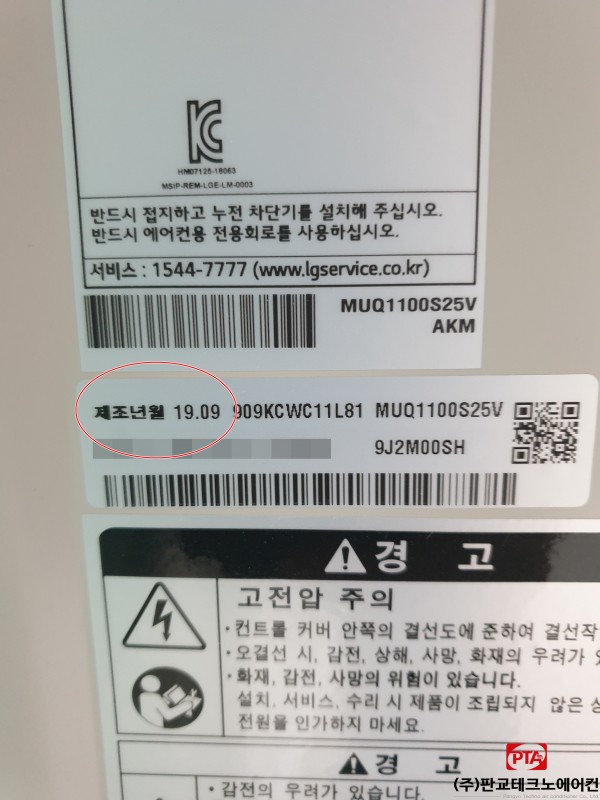 HM07125-18063
MSIP-REM-LGE-LM-0003
반드시 접지하고 누전 차단기를 설치해 주십시오.
반드시 에어컨용 전용회로를 사용하십시오.
서비스 : 1544-7777 (www.lgservice.co.kr)
MUQ1100S25V
AKM
제조년월 19.09 909KCWC11L81 MUQ1100S25V
9J2M00SH
경 고
고전압 주의
·컨트롤 커버 안쪽의 결선도에 준하여 결선작
·오결선 시, 감전, 상해, 사망, 화재의 우려가
·화재, 감전, 사망의 위험이 있습니다.
설치, 서비스, 수리 시 제품이 조립되지 않은
전원을 인가하지 마세요.
경 고
·감전의 우려가 있습니다.
PTA
(주)판교테크노에어컨